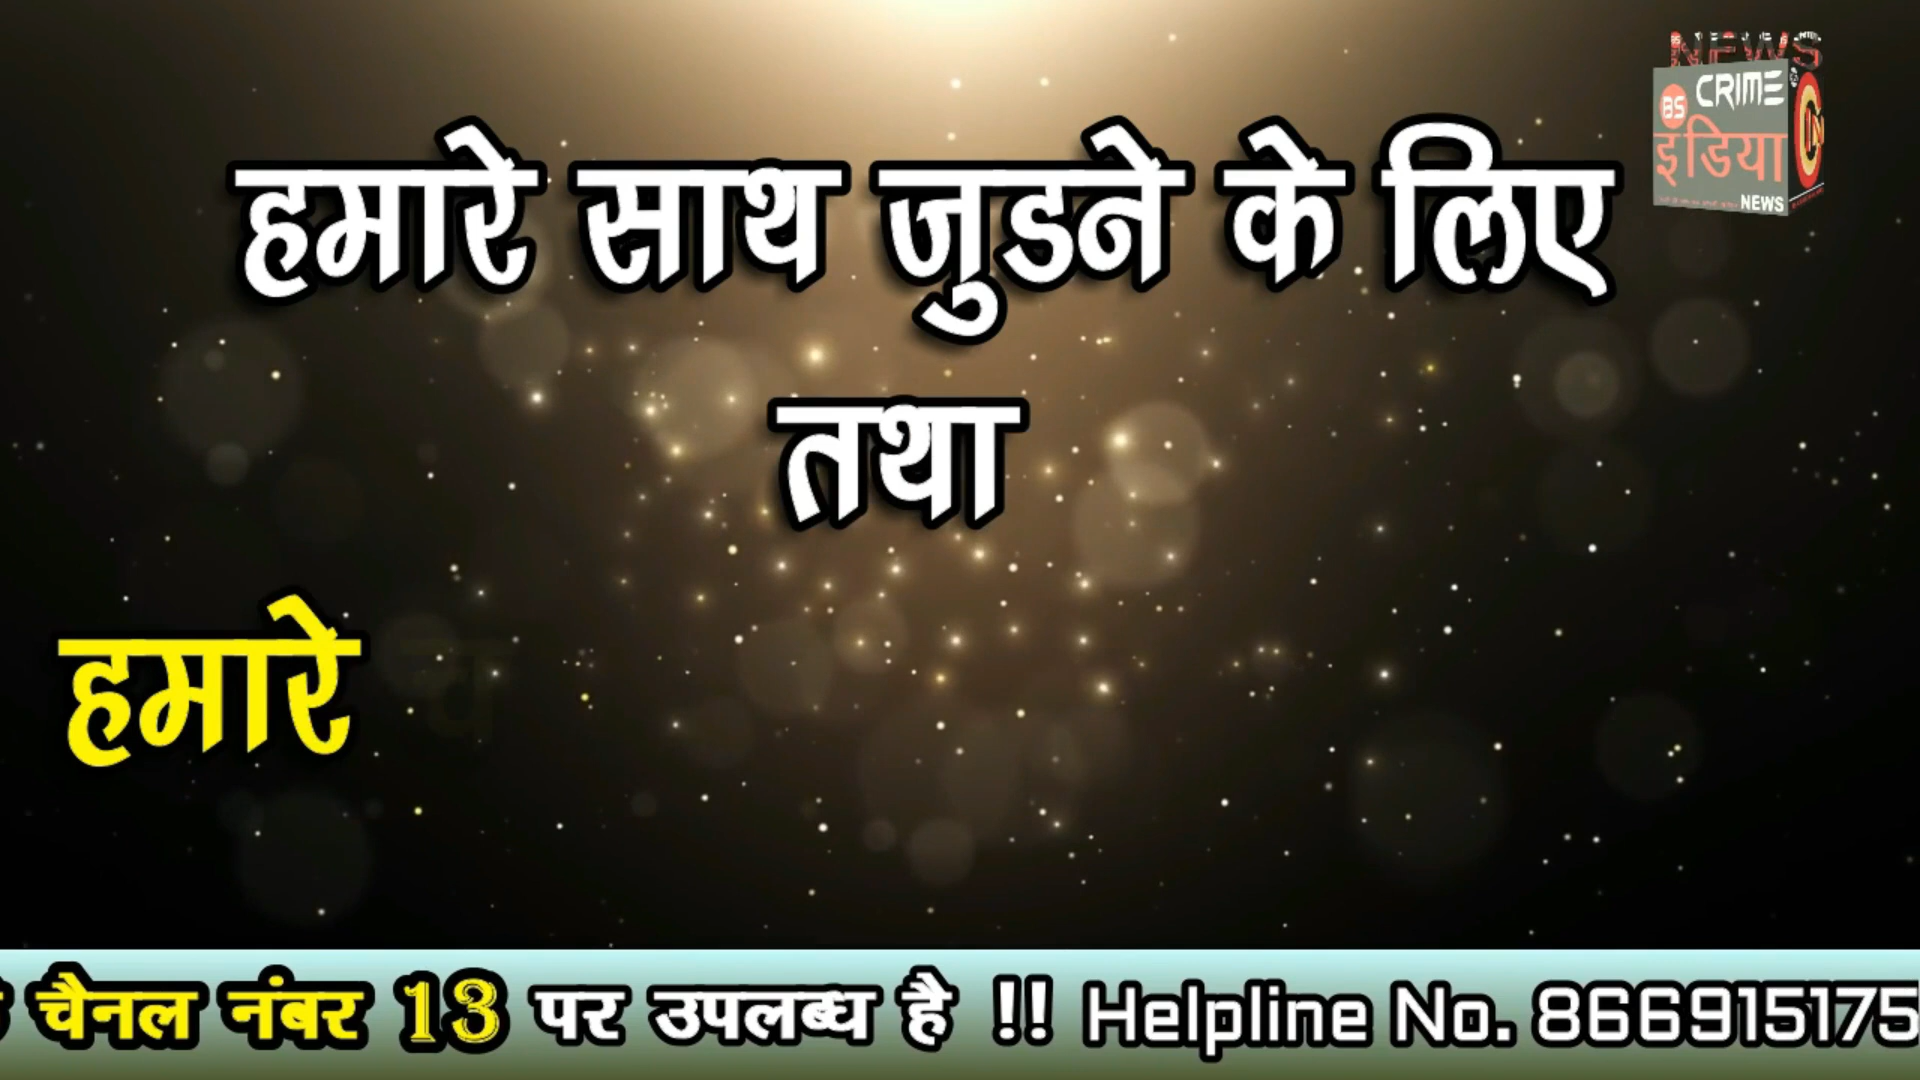 NEWS
BS CRIME
इंडिया
NEWS
हमारे साथ जुडने के लिए
तथा
हमारे
चैनल नंबर 13 पर उपलब्ध है !! Helpline No. 866915175